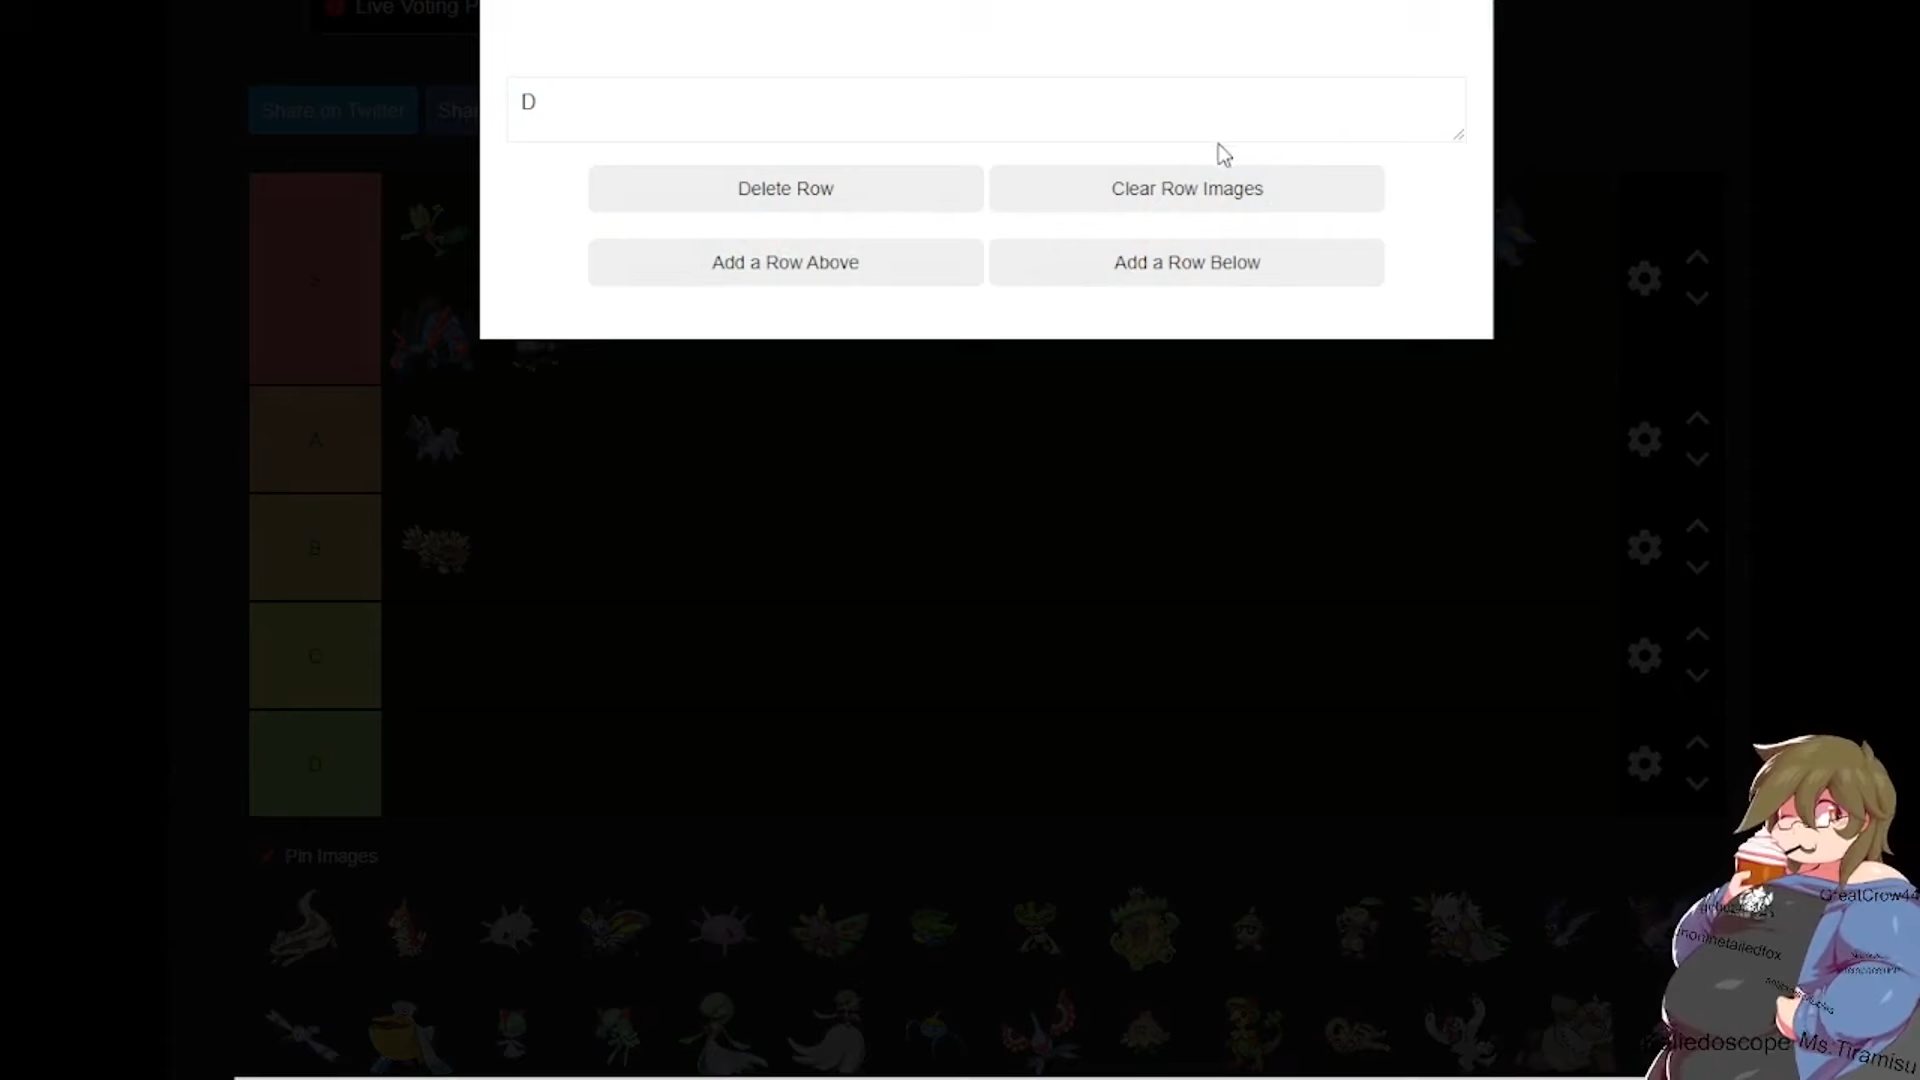 Live Voting P
Share on Twitter
Shar
D
Delete Row
Clear Row Images
Add a Row Above
Add a Row Below
A
B
C
D
Pin Images
GreatCrow44
Ms.Tiramisu